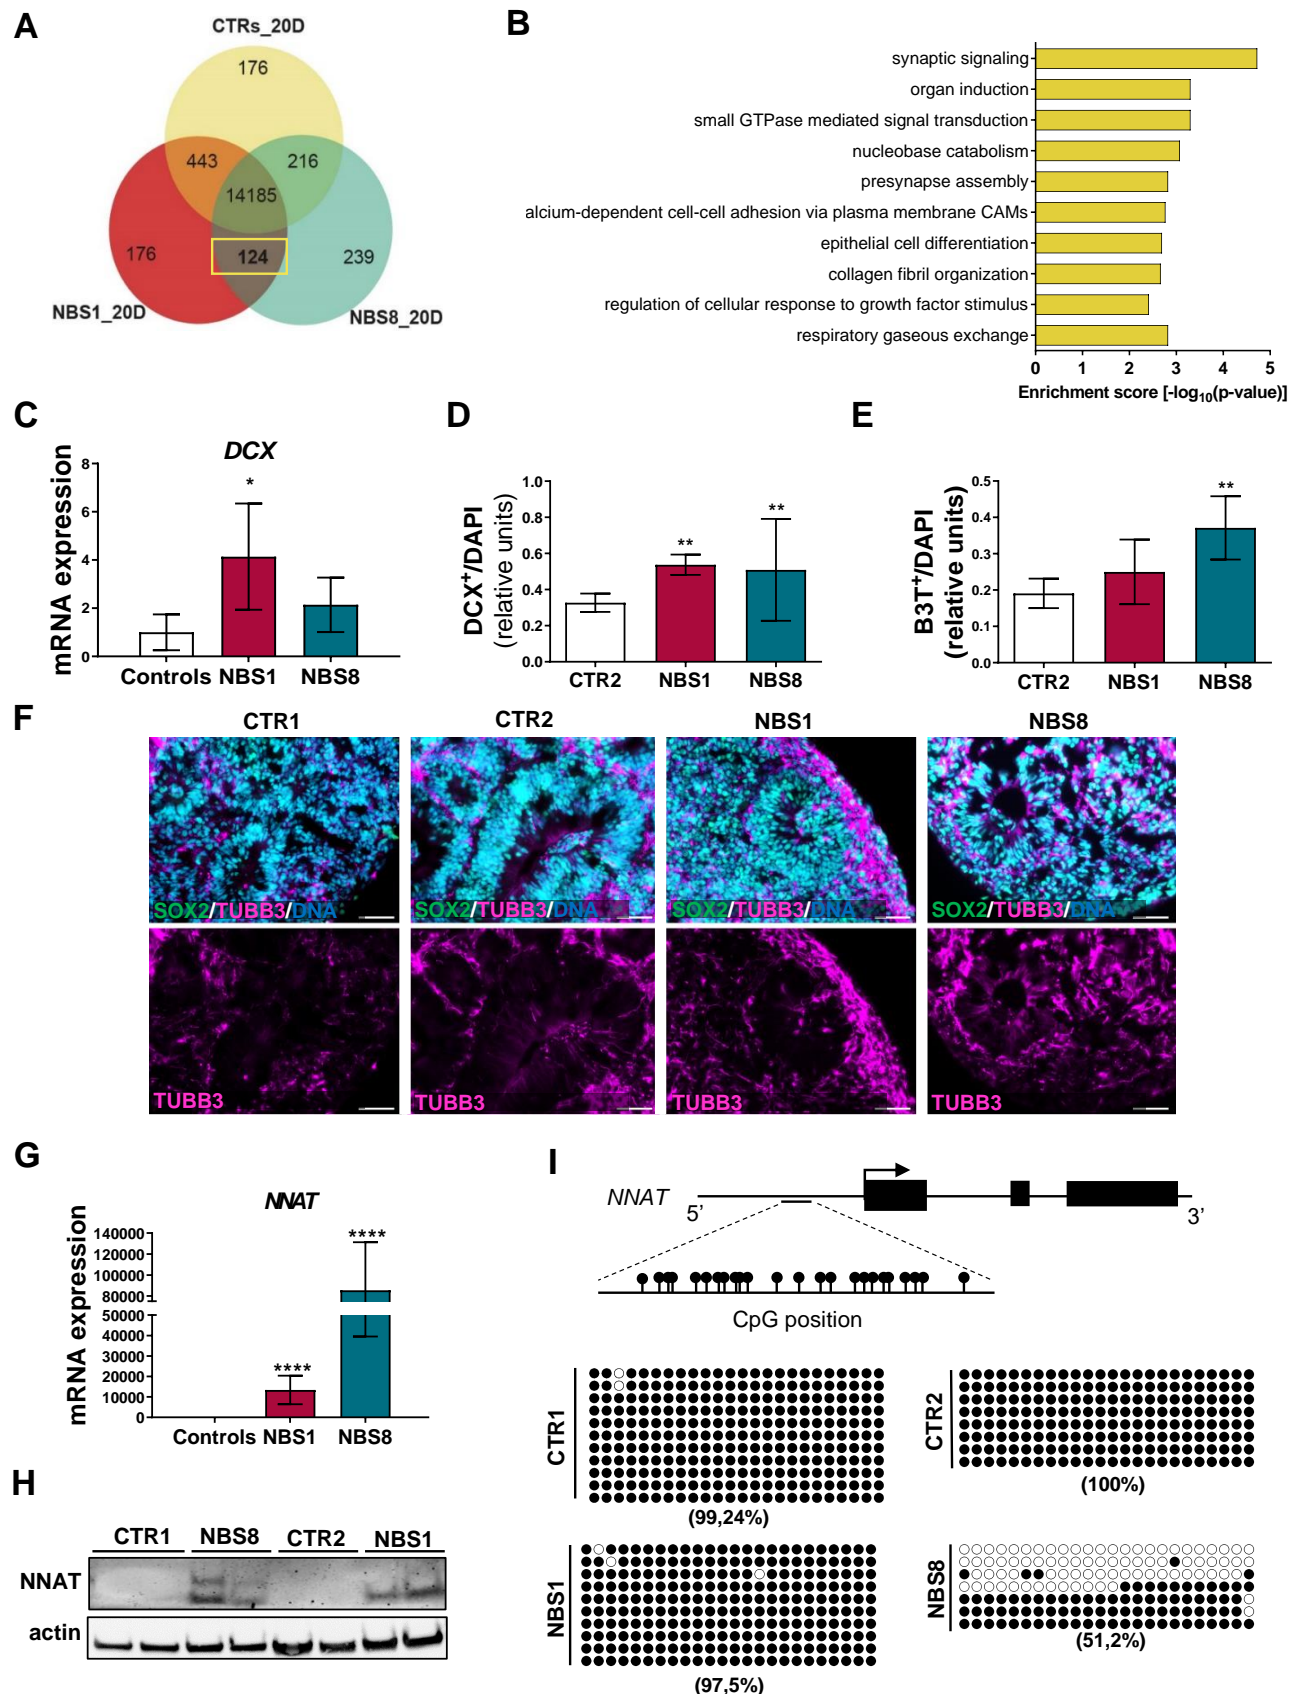 A
CTRs_20D
176
443
216
14185
176
124
239
NBS1_20D
NBS8_20D
B
synaptic signaling
organ induction
small GTPase mediated signal transduction
nucleobase catabolism
presynapse assembly
alcium-dependent cell-cell adhesion via plasma membrane CAMs
epithelial cell differentiation
collagen fibril organization
regulation of cellular response to growth factor stimulus
respiratory gaseous exchange
0 1 2 3 4 5
Enrichment score [-log10(p-value)]
C
DCX
mRNA expression
8
6
4
2
0
*
Controls NBS1 NBS8
D
DCX+/DAPI
(relative units)
1.0
0.8
0.6
0.4
0.2
0.0
**
**
CTR2 NBS1 NBS8
E
B3T+/DAPI
(relative units)
0.5
0.4
0.3
0.2
0.1
0.0
**
CTR2 NBS1 NBS8
F
CTR1 CTR2 NBS1 NBS8
SOX2/TUBB3/DNA
SOX2/TUBB3/DNA
SOX2/TUBB3/DNA
SOX2/TUBB3/DNA
TUBB3
TUBB3
TUBB3
TUBB3
G
NNAT
mRNA expression
140000
120000
100000
80000
60000
50000
40000
30000
20000
10000
0
****
****
Controls NBS1 NBS8
H
CTR1 NBS8 CTR2 NBS1
NNAT
actin
I
NNAT
5’
3’
CpG position
CTR1
(99,24%)
CTR2
(100%)
NBS1
(97,5%)
NBS8
(51,2%)